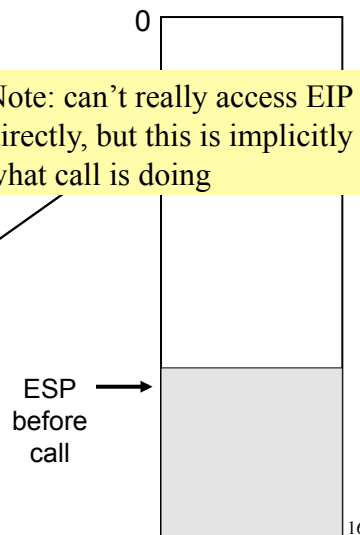 0
Note: can’t really access EIP
directly, but this is implicitly
what call is doing
ESP
before
call
16